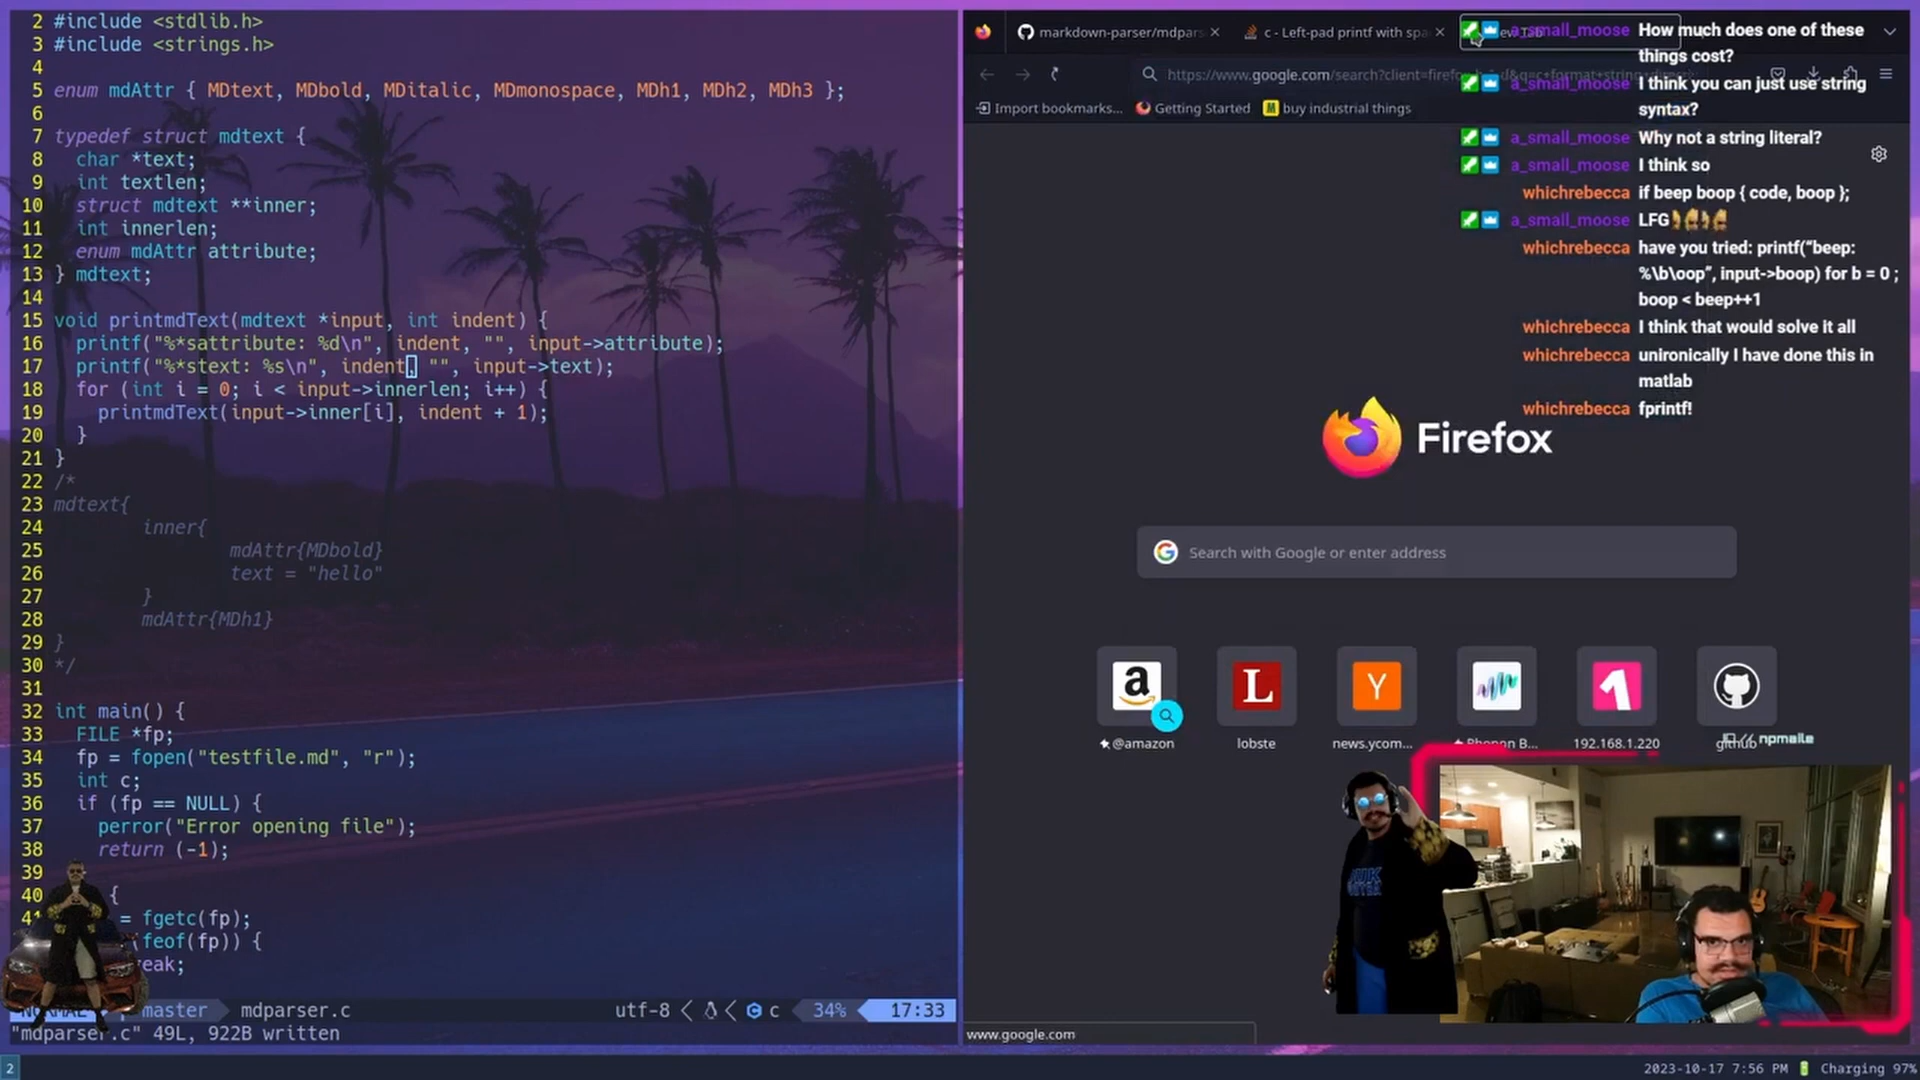 2 #include <stdlib.h>
3 #include <strings.h>
4
5 enum mdAttr { MDtext, MDbold, MDitalic, MDmonospace, MDh1, MDh2, MDh3 };
6
7 typedef struct mdtext {
8 char *text;
9 int textlen;
10 struct mdtext **inner;
11 int innerlen;
12 enum mdAttr attribute;
13 } mdtext;
14
15 void printmdText(mdtext *input, int indent) {
16 printf("%*sattribute: %d\n", indent, "", input->attribute);
17 printf("%*stext: %s\n", indent, "", input->text);
18 for (int i = 0; i < input->innerlen; i++) {
19 printmdText(input->inner[i], indent + 1);
20 }
21 }
22 /*
23 mdtext{
24 inner{
25 mdAttr{MDbold}
26 text = "hello"
27 }
28 mdAttr{MDh1}
29 }
30 */
31
32 int main() {
33 FILE *fp;
34 fp = fopen("testfile.md", "r");
35 int c;
36 if (fp == NULL) {
37 perror("Error opening file");
38 return (-1);
39
40 {
= fgetc(fp);
feof(fp)) {
eak;
master mdparser.c utf-8 c 34% 17:33
"mdparser.c" 49L, 922B written
markdown-parser/mdpars
c - Left-pad printf with spa
https://www.google.com/search?client=firefox
Import bookmarks...
Getting Started
buy industrial things
a_small_moose How much does one of these
things cost?
a_small_moose I think you can just use string
syntax?
a_small_moose Why not a string literal?
a_small_moose I think so
whichrebecca if beep boop { code, boop };
a_small_moose LFG
whichrebecca have you tried: printf("beep:
%\b\oop", input->boop) for b = 0 ;
boop < beep++1
whichrebecca I think that would solve it all
whichrebecca unironically I have done this in
matlab
whichrebecca fprintf!
Firefox
Search with Google or enter address
@amazon
lobste
news.ycom...
192.168.1.220
github
npmaile
www.google.com
2
2023-10-17 7:56 PM Charging 97%